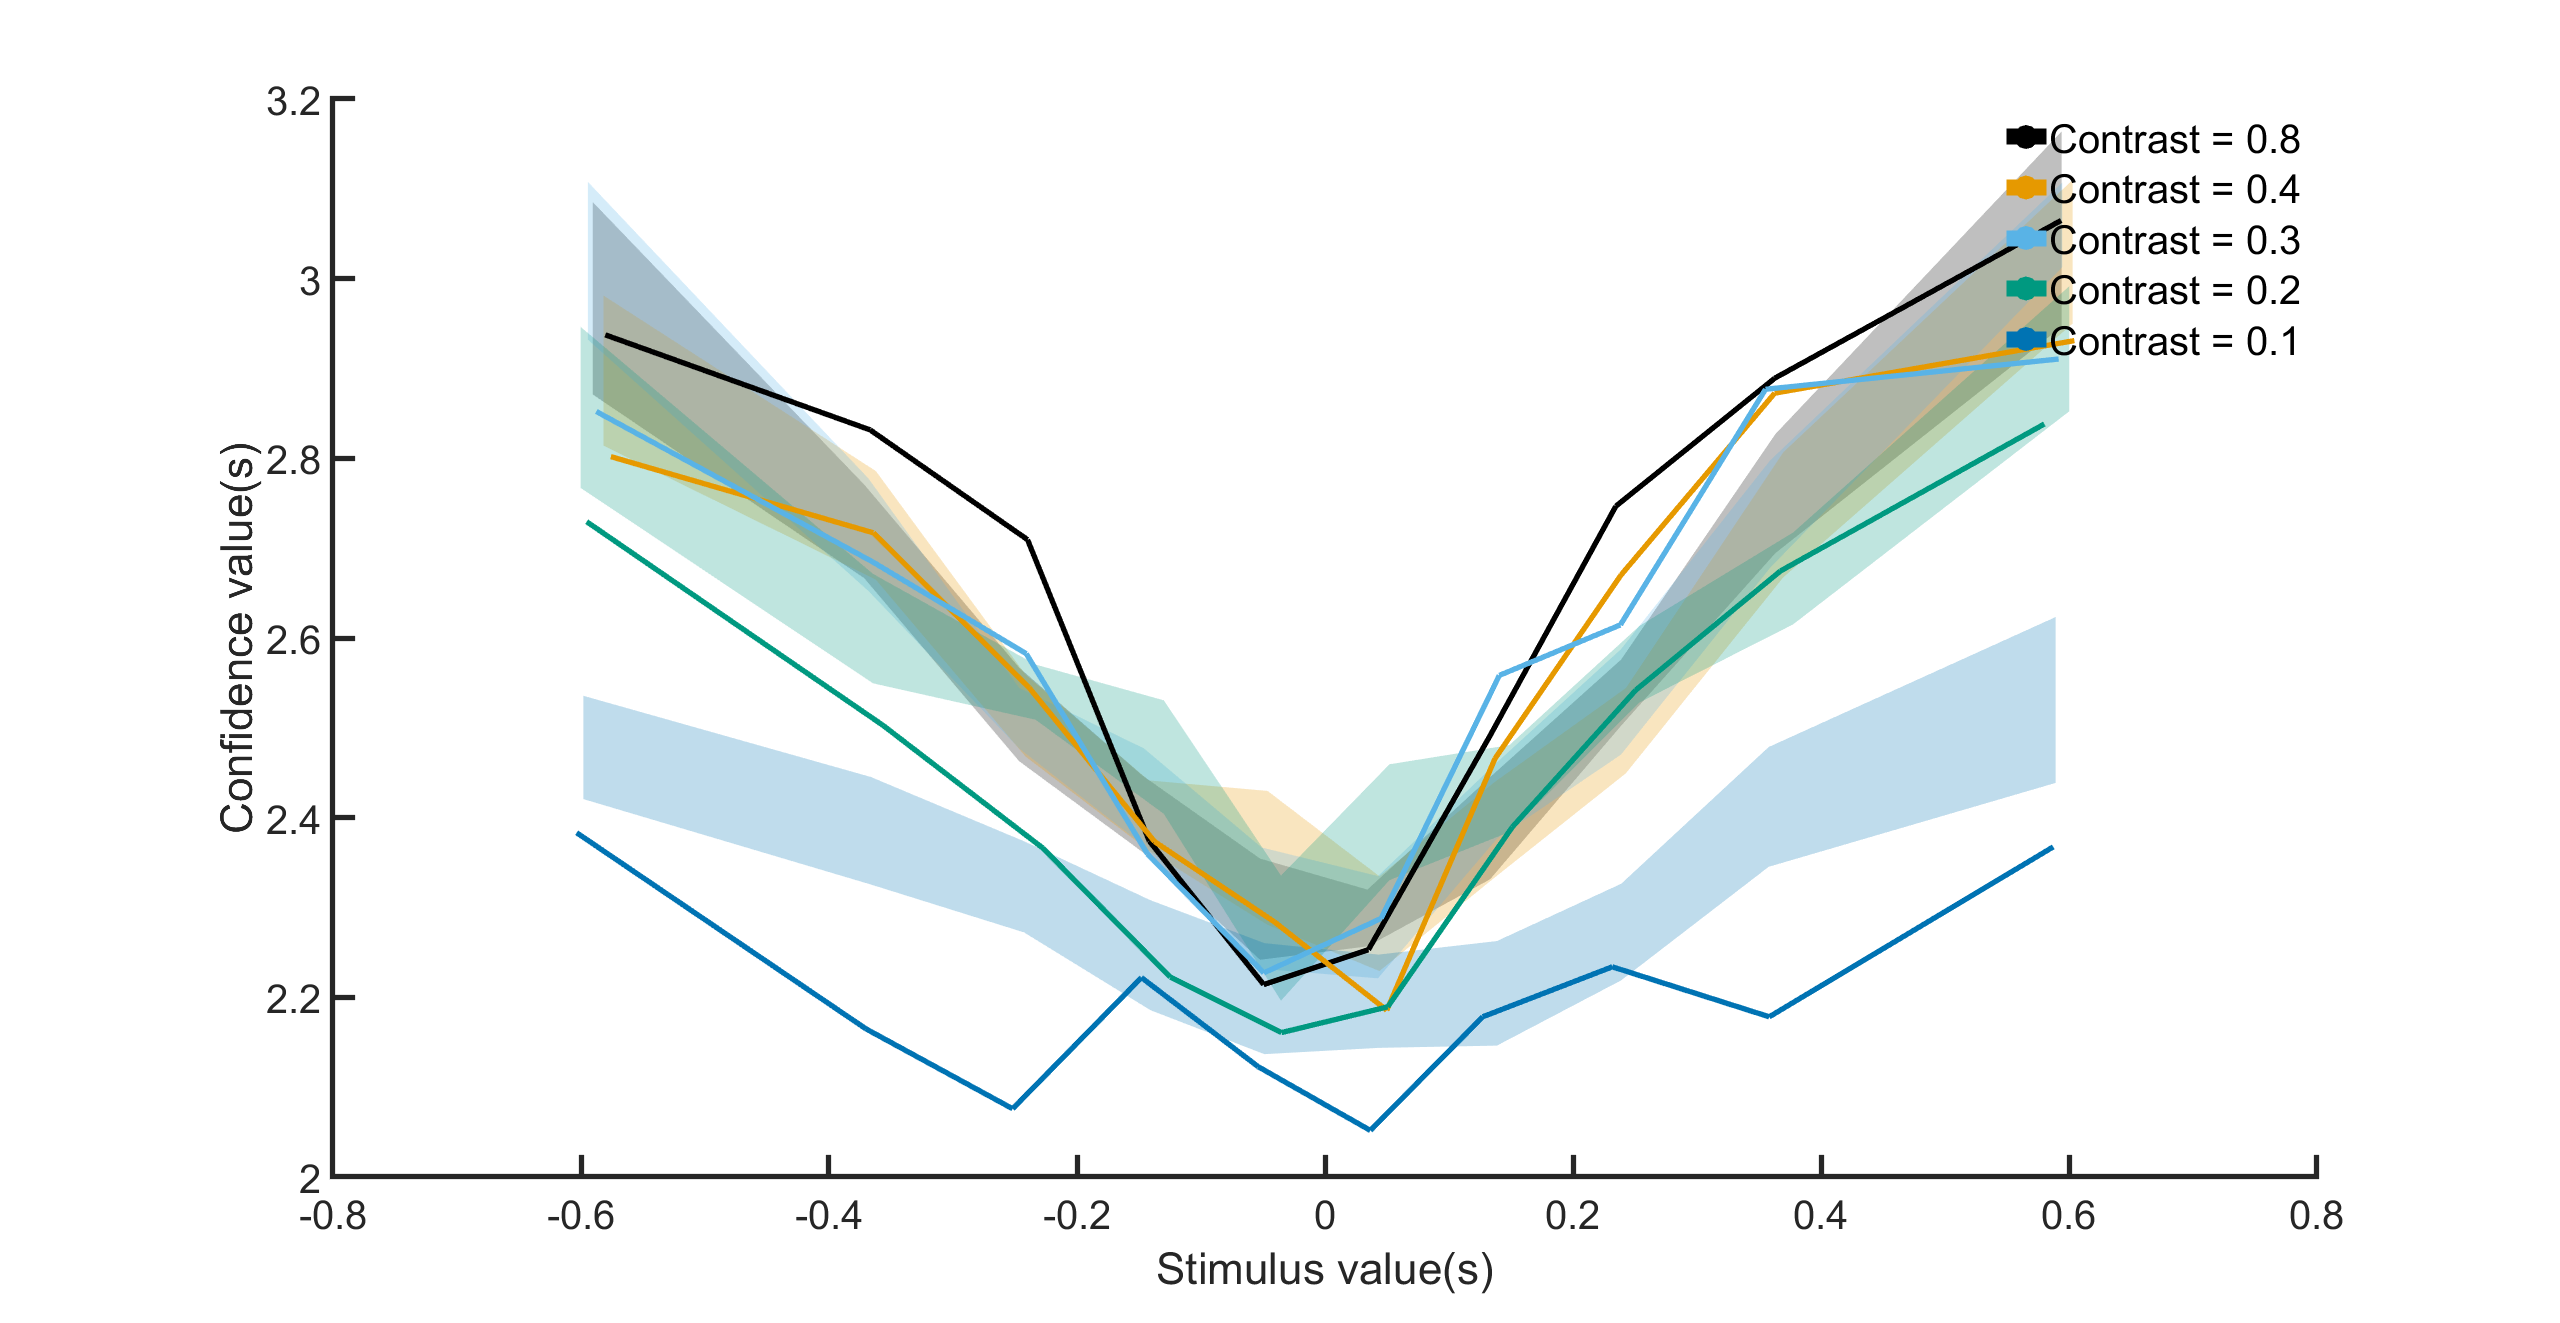 3.2
3
2.8
2.6
2.4
2.2
2
Confidence value(s)
Contrast = 0.8
Contrast = 0.4
Contrast = 0.3
Contrast = 0.2
Contrast = 0.1
-0.8 -0.6 -0.4 -0.2 0 0.2 0.4 0.6 0.8
Stimulus value(s)